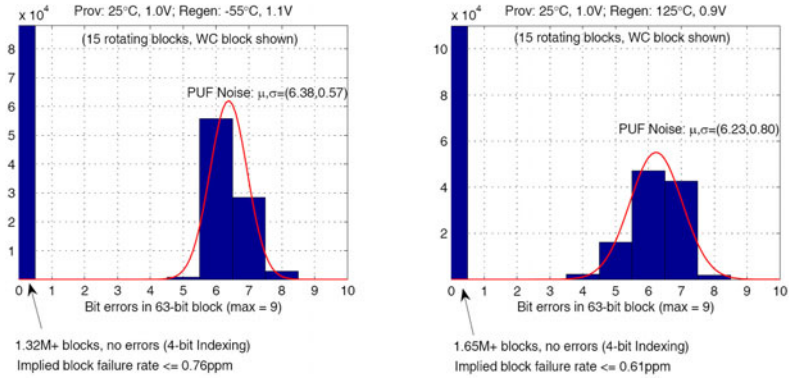 Prov: 25°C, 1.0V; Regen: -55°C, 1.1V
x 10⁴
(15 rotating blocks, WC block shown)
PUF Noise: μ,σ=(6.38,0.57)
8
7
6
5
4
3
2
1
0 1 2 3 4 5 6 7 8 9 10
Bit errors in 63-bit block (max = 9)
1.32M+ blocks, no errors (4-bit Indexing)
Implied block failure rate <= 0.76ppm
Prov: 25°C, 1.0V; Regen: 125°C, 0.9V
x 10⁴
(15 rotating blocks, WC block shown)
PUF Noise: μ,σ=(6.23,0.80)
10
8
6
4
2
0 1 2 3 4 5 6 7 8 9 10
Bit errors in 63-bit block (max = 9)
1.65M+ blocks, no errors (4-bit Indexing)
Implied block failure rate <= 0.61ppm